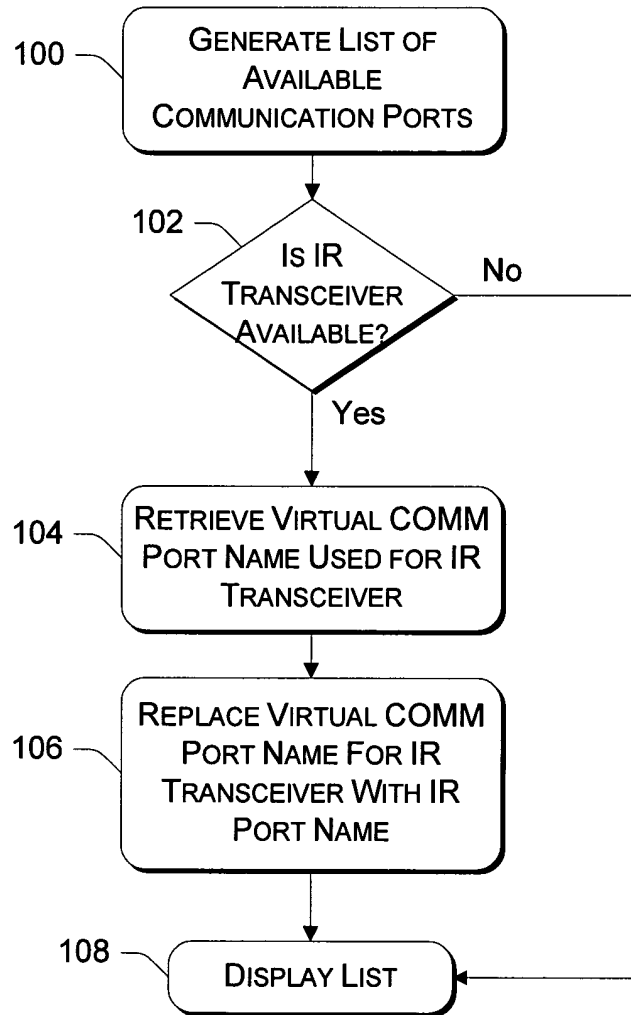 100
GENERATE LIST OF
AVAILABLE
COMMUNICATION PORTS
102
IS IR
TRANSCEIVER
AVAILABLE?
No
Yes
104
RETRIEVE VIRTUAL COMM
PORT NAME USED FOR IR
TRANSCEIVER
106
REPLACE VIRTUAL COMM
PORT NAME FOR IR
TRANSCEIVER WITH IR
PORT NAME
108
DISPLAY LIST